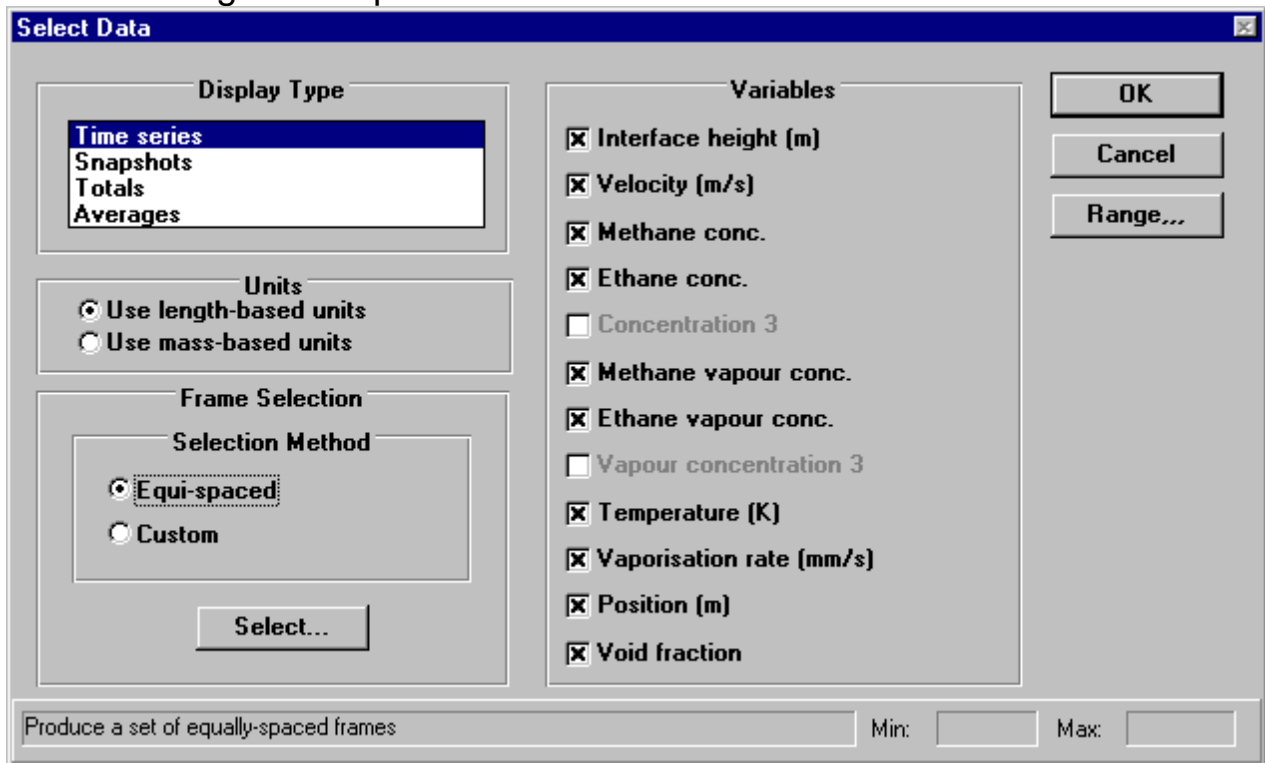 Select Data
Display Type
Time series
Snapshots
Totals
Averages
Units
Use length-based units
Use mass-based units
Frame Selection
Selection Method
Equi-spaced
Custom
Select...
Variables
Interface height (m)
Velocity (m/s)
Methane conc.
Ethane conc.
Concentration 3
Methane vapour conc.
Ethane vapour conc.
Vapour concentration 3
Temperature (K)
Vaporisation rate (mm/s)
Position (m)
Void fraction
OK
Cancel
Range,,,
Produce a set of equally-spaced frames
Min:
Max: